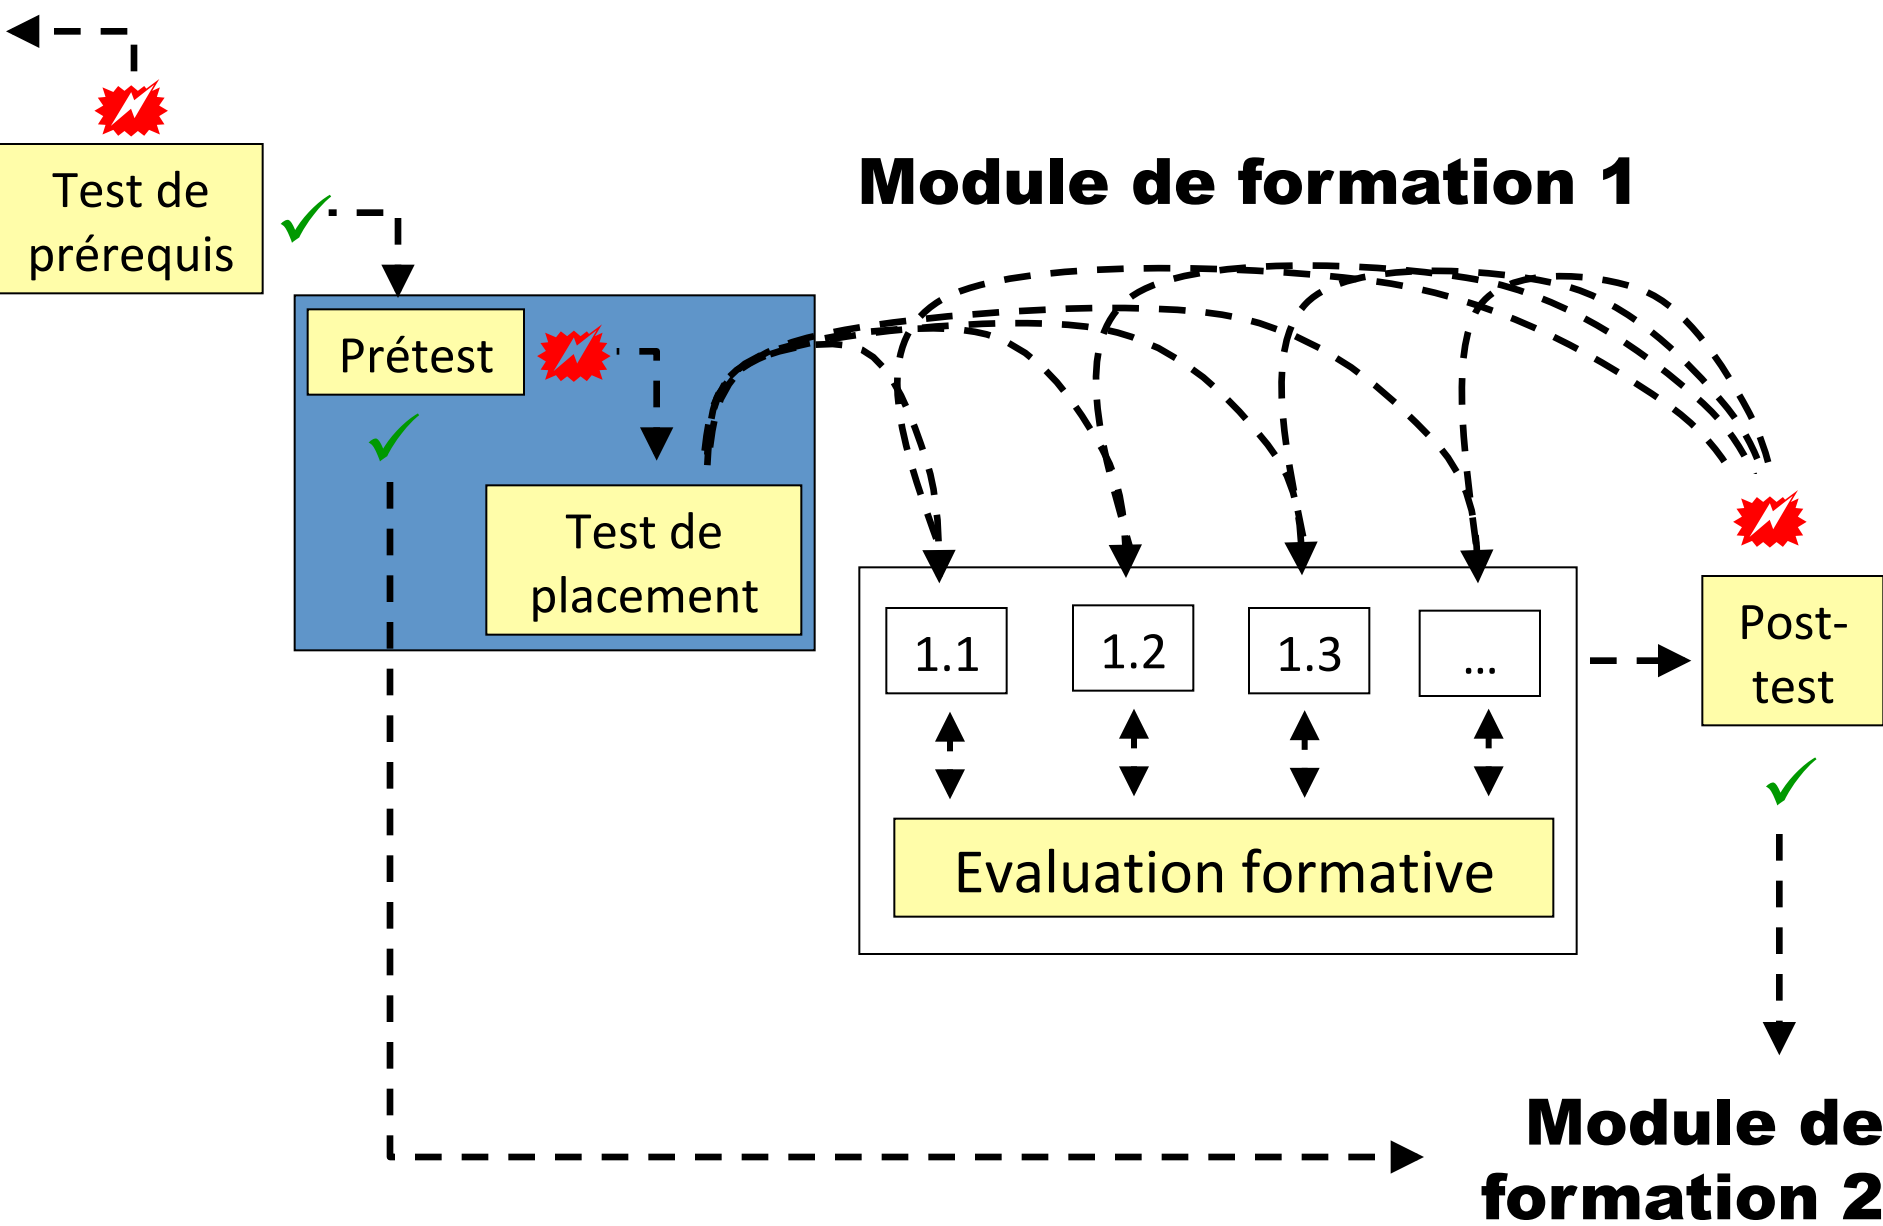 Test de
prérequis
Module de formation 1
Prétest
Test de
placement
1.1
1.2
1.3
...
Post-
test
Evaluation formative
Module de
formation 2